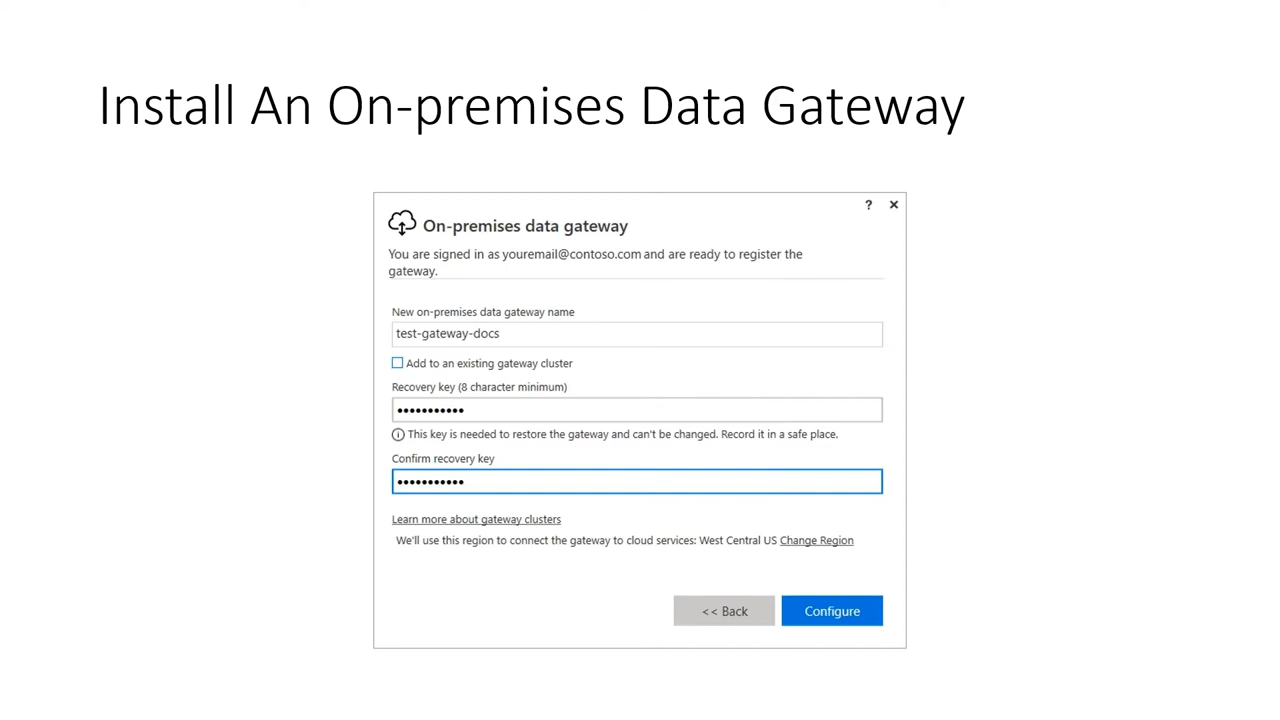 Install An On-premises Data Gateway
? ×
On-premises data gateway
You are signed in as youremail@contoso.com and are ready to register the
gateway.
New on-premises data gateway name
test-gateway-docs
Add to an existing gateway cluster
Recovery key (8 character minimum)
•••••••••••
This key is needed to restore the gateway and can't be changed. Record it in a safe place.
Confirm recovery key
•••••••••••
Learn more about gateway clusters
We'll use this region to connect the gateway to cloud services: West Central US Change Region
<< Back Configure